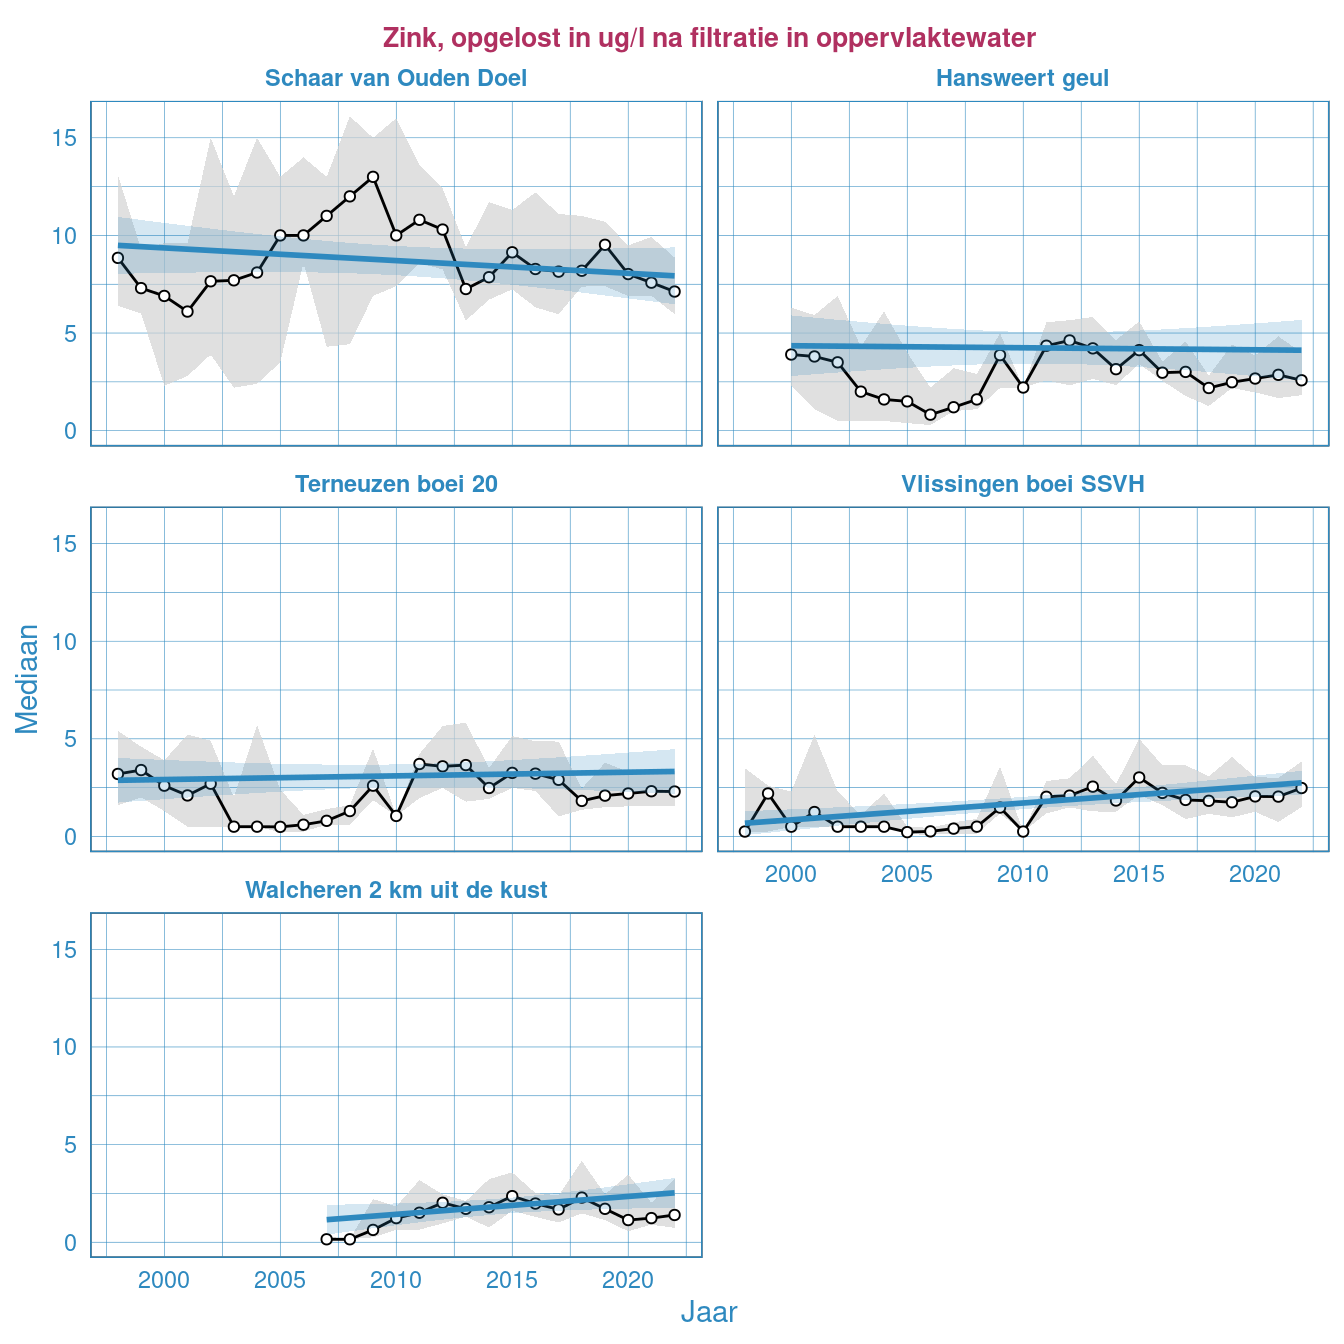 Zink, opgelost in ug/l na filtratie in oppervlaktewater
Schaar van Ouden Doel
Hansweert geul
15
10
5
0
Terneuzen boei 20
Vlissingen boei SSVH
15
10
5
0
2000 2005 2010 2015 2020
Walcheren 2 km uit de kust
15
10
5
0
2000 2005 2010 2015 2020
Mediaan
Jaar